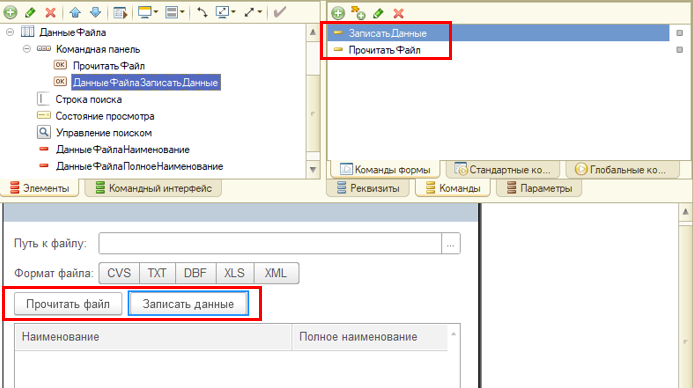 ДанныеФайла
Командная панель
ПрочитатьФайл
ДанныеФайлаЗаписатьДанные
Строка поиска
Состояние просмотра
Управление поиском
ДанныеФайлаНаименование
ДанныеФайлаПолноеНаименование
Элементы
Командный интерфейс
ЗаписатьДанные
ПрочитатьФайл
Команды формы
Стандартные ко...
Глобальные ко...
Реквизиты
Команды
Параметры
Путь к файлу:
...
Формат файла: CVS TXT DBF XLS XML
Прочитать файл Записать данные
Наименование Полное наименование